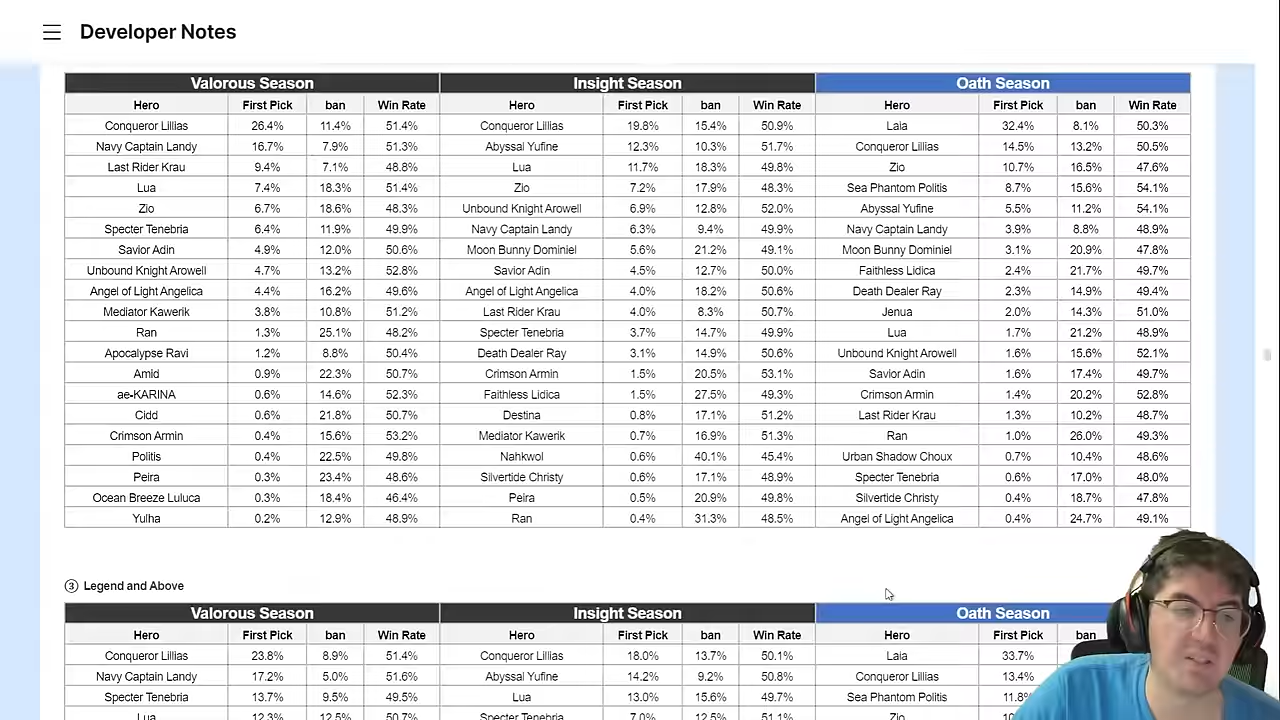 Developer Notes
Valorous Season Insight Season Oath Season
Hero First Pick ban Win Rate Hero First Pick ban Win Rate Hero First Pick ban Win Rate
Conqueror Lillias 26.4% 11.4% 51.4% Conqueror Lillias 19.8% 15.4% 50.9% Laia 32.4% 8.1% 50.3%
Navy Captain Landy 16.7% 7.9% 51.3% Abyssal Yufine 12.3% 10.3% 51.7% Conqueror Lillias 14.5% 13.2% 50.5%
Last Rider Krau 9.4% 7.1% 48.8% Lua 11.7% 18.3% 49.8% Zio 10.7% 16.5% 47.6%
Lua 7.4% 18.3% 51.4% Zio 7.2% 17.9% 48.3% Sea Phantom Politis 8.7% 15.6% 54.1%
Zio 6.7% 18.6% 48.3% Unbound Knight Arowell 6.9% 12.8% 52.0% Abyssal Yufine 5.5% 11.2% 54.1%
Specter Tenebria 6.4% 11.9% 49.9% Navy Captain Landy 6.3% 9.4% 49.9% Navy Captain Landy 3.9% 8.8% 48.9%
Savior Adin 4.9% 12.0% 50.6% Moon Bunny Dominiel 5.6% 21.2% 49.1% Moon Bunny Dominiel 3.1% 20.9% 47.8%
Unbound Knight Arowell 4.7% 13.2% 52.8% Savior Adin 4.5% 12.7% 50.0% Faithless Lidica 2.4% 21.7% 49.7%
Angel of Light Angelica 4.4% 16.2% 49.6% Angel of Light Angelica 4.0% 18.2% 50.6% Death Dealer Ray 2.3% 14.9% 49.4%
Mediator Kawerik 3.8% 10.8% 51.2% Last Rider Krau 4.0% 8.3% 50.7% Jenua 2.0% 14.3% 51.0%
Ran 1.3% 25.1% 48.2% Specter Tenebria 3.7% 14.7% 49.9% Lua 1.7% 21.2% 48.9%
Apocalypse Ravi 1.2% 8.8% 50.4% Death Dealer Ray 3.1% 14.9% 50.6% Unbound Knight Arowell 1.6% 15.6% 52.1%
Amid 0.9% 22.3% 50.7% Crimson Armin 1.5% 20.5% 53.1% Savior Adin 1.6% 17.4% 49.7%
ae-KARINA 0.6% 14.6% 52.3% Faithless Lidica 1.5% 27.5% 49.3% Crimson Armin 1.4% 20.2% 52.8%
Cidd 0.6% 21.8% 50.7% Destina 0.8% 17.1% 51.2% Last Rider Krau 1.3% 10.2% 48.7%
Crimson Armin 0.4% 15.6% 53.2% Mediator Kawerik 0.7% 16.9% 51.3% Ran 1.0% 26.0% 49.3%
Politis 0.4% 22.5% 49.8% Nahkwol 0.6% 40.1% 45.4% Urban Shadow Choux 0.7% 10.4% 48.6%
Peira 0.3% 23.4% 48.6% Silvertide Christy 0.6% 17.1% 48.9% Specter Tenebria 0.6% 17.0% 48.0%
Ocean Breeze Luluca 0.3% 18.4% 46.4% Peira 0.5% 20.9% 49.8% Silvertide Christy 0.4% 18.7% 47.8%
Yulha 0.2% 12.9% 48.9% Ran 0.4% 31.3% 48.5% Angel of Light Angelica 0.4% 24.7% 49.1%
③ Legend and Above
Valorous Season Insight Season Oath Season
Hero First Pick ban Win Rate Hero First Pick ban Win Rate Hero First Pick ban
Conqueror Lillias 23.8% 8.9% 51.4% Conqueror Lillias 18.0% 13.7% 50.1% Laia 33.7%
Navy Captain Landy 17.2% 5.0% 51.6% Abyssal Yufine 14.2% 9.2% 50.8% Conqueror Lillias 13.4%
Specter Tenebria 13.7% 9.5% 49.5% Lua 13.0% 15.6% 49.7% Sea Phantom Politis 11.8%
Lua 12.3% 12.5% 50.7% Specter Tenebria 7.0% 12.5% 51.1% Zio